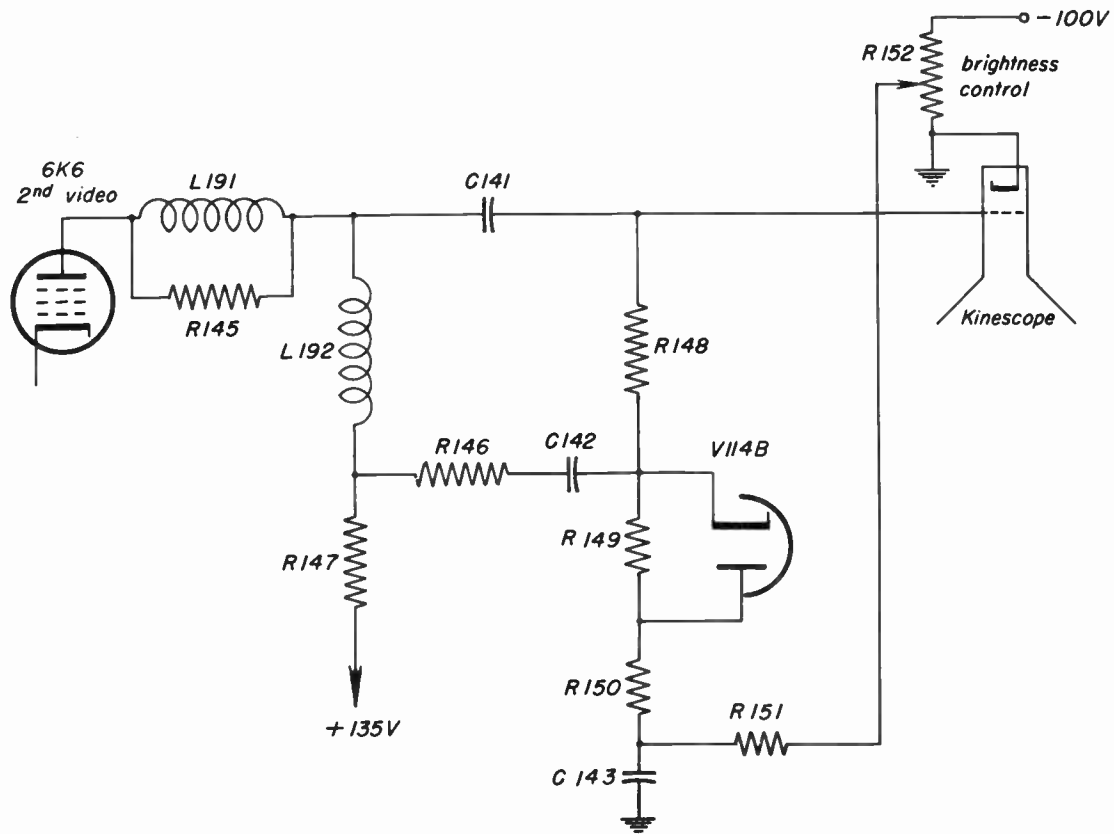 -100V
R152
brightness
control
6K6
2nd video
L191
C141
R145
Kinescope
L192
R148
R146
C142
V114B
R149
R147
R150
R151
+135V
C143